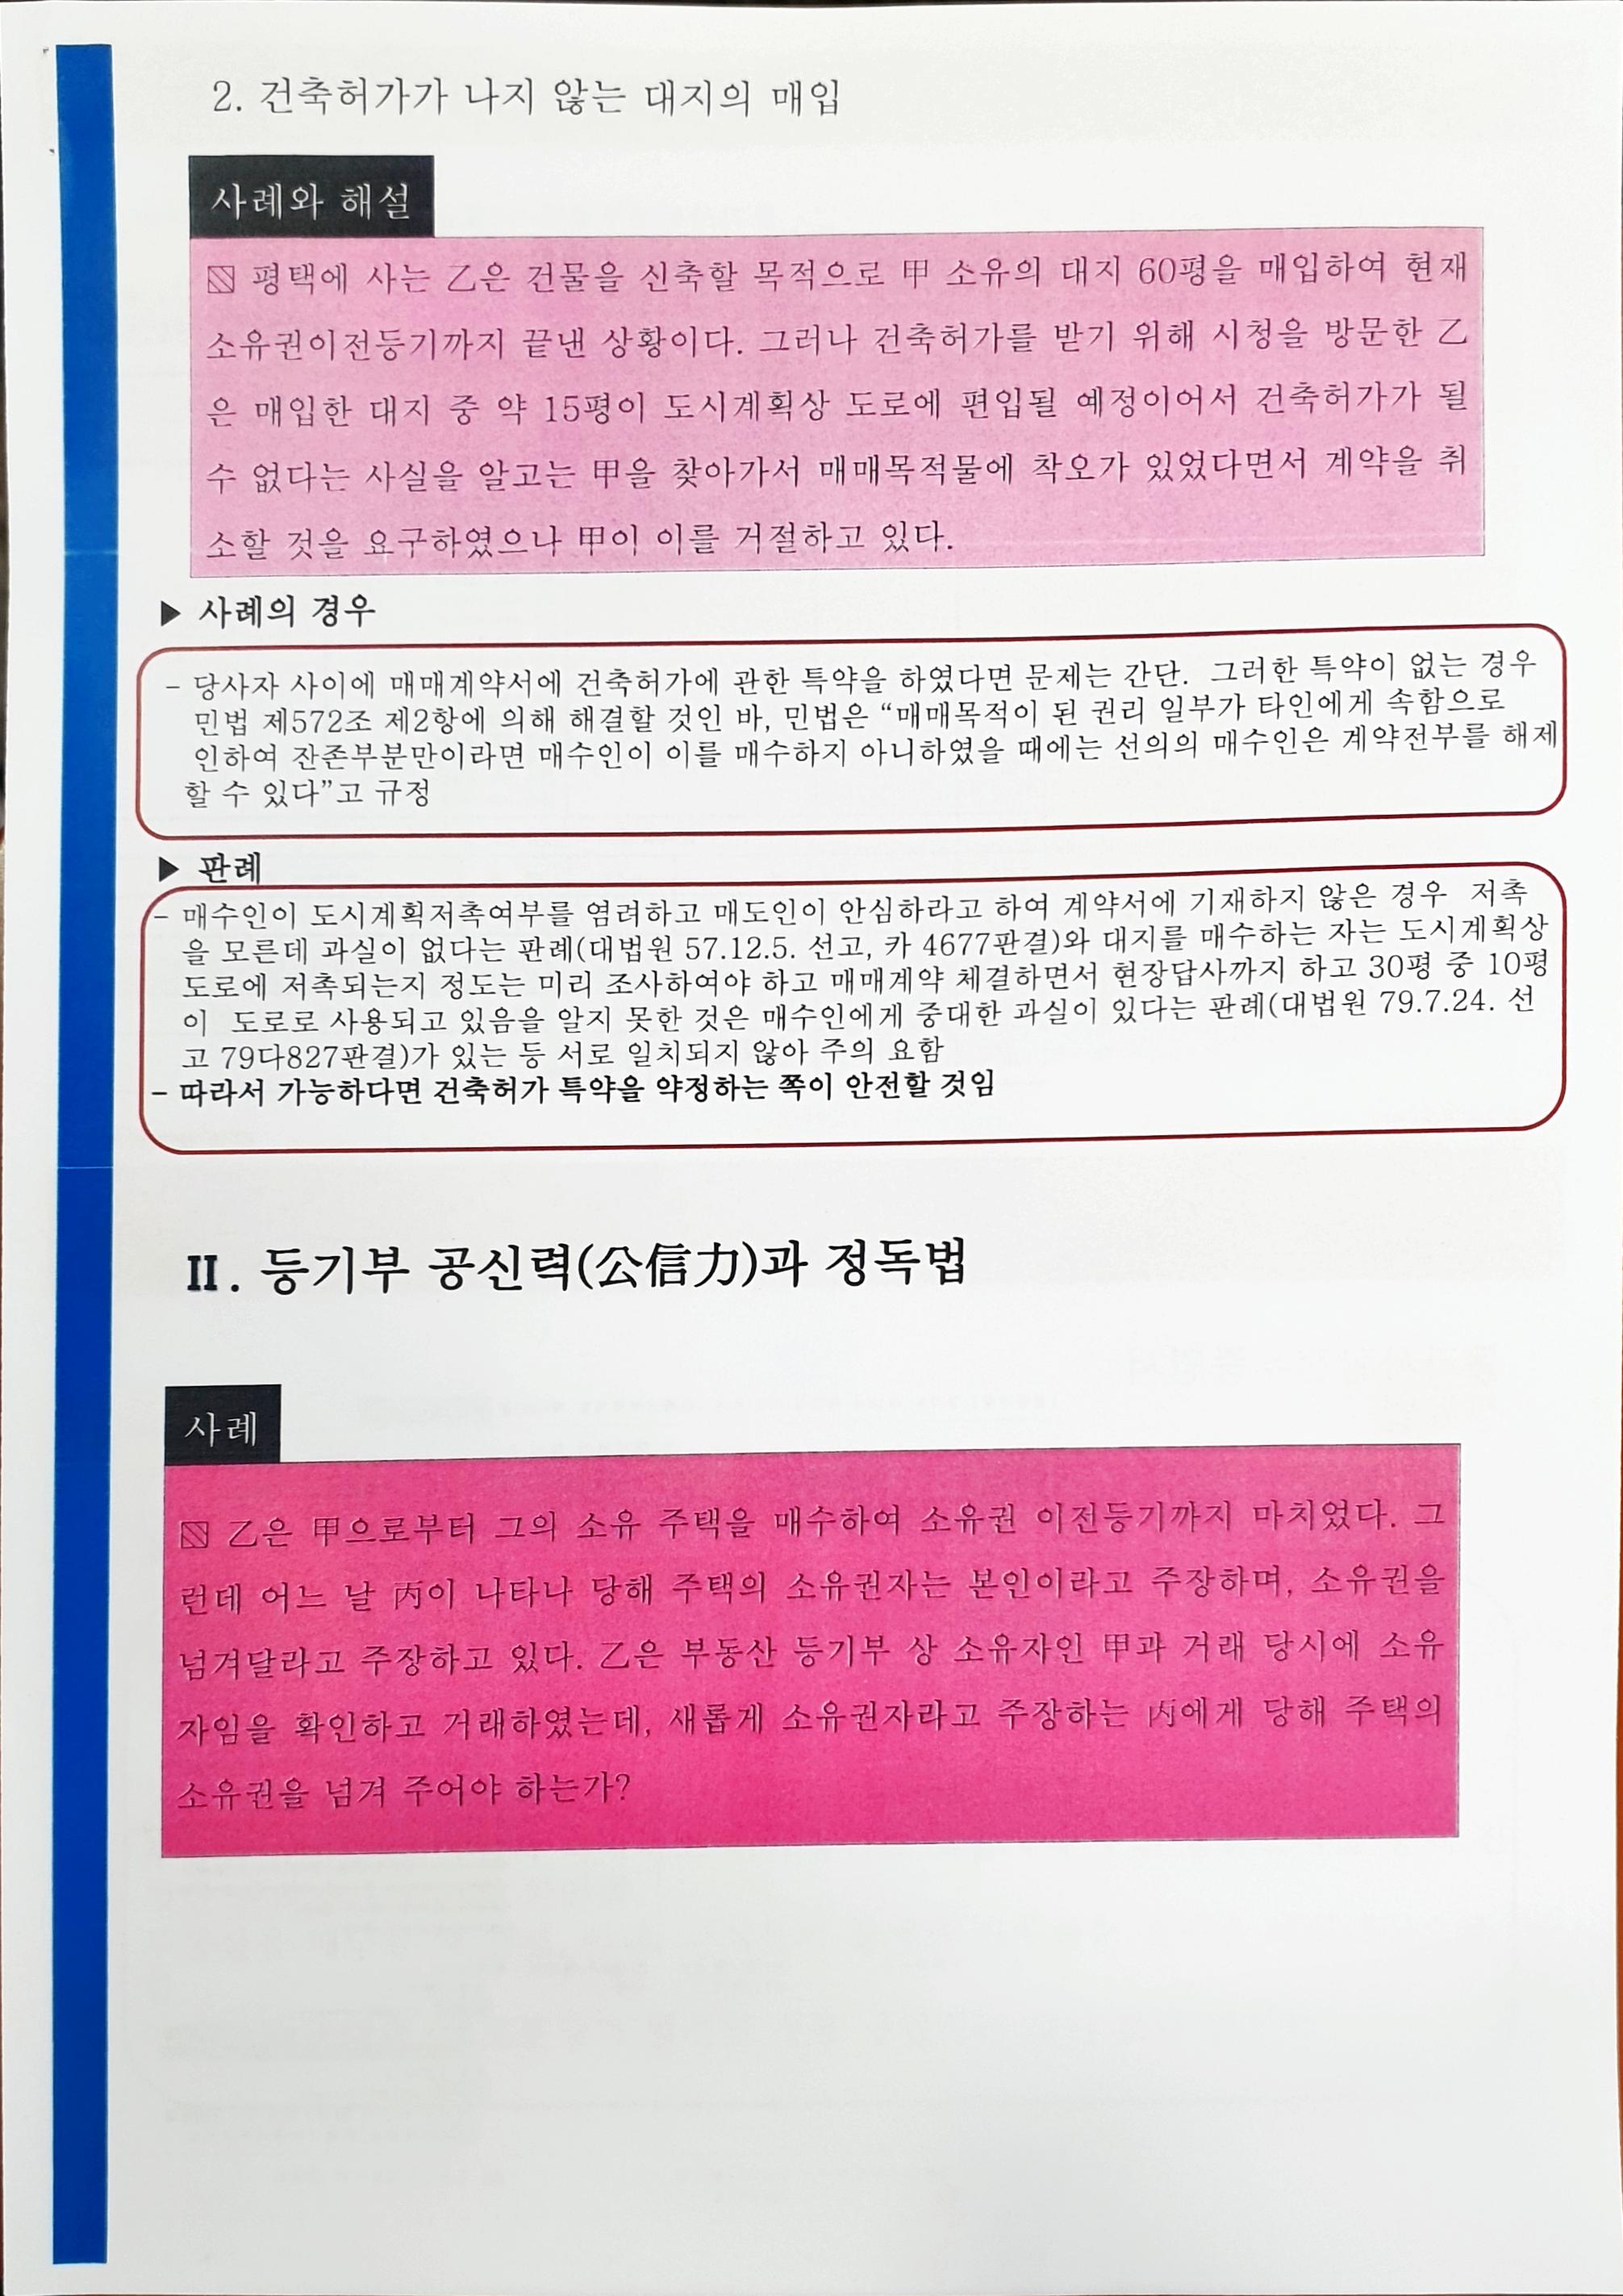 2. 건축허가가 나지 않는 대지의 매입
사례와 해설
▧ 평택에 사는 乙은 건물을 신축할 목적으로 甲 소유의 대지 60평을 매입하여 현재
소유권이전등기까지 끝낸 상황이다. 그러나 건축허가를 받기 위해 시청을 방문한 乙
은 매입한 대지 중 약 15평이 도시계획상 도로에 편입될 예정이어서 건축허가가 될
수 없다는 사실을 알고는 甲을 찾아가서 매매목적물에 착오가 있었다면서 계약을 취
소할 것을 요구하였으나 甲이 이를 거절하고 있다.
▶ 사례의 경우
- 당사자 사이에 매매계약서에 건축허가에 관한 특약을 하였다면 문제는 간단. 그러한 특약이 없는 경우
민법 제572조 제2항에 의해 해결할 것인 바, 민법은 “매매목적이 된 권리 일부가 타인에게 속함으로
인하여 잔존부분만이라면 매수인이 이를 매수하지 아니하였을 때에는 선의의 매수인은 계약전부를 해제
할 수 있다”고 규정
▶ 판례
- 매수인이 도시계획저촉여부를 염려하고 매도인이 안심하라고 하여 계약서에 기재하지 않은 경우 저촉
을 모른데 과실이 없다는 판례(대법원 57.12.5. 선고, 카 4677판결)와 대지를 매수하는 자는 도시계획상
도로에 저촉되는지 정도는 미리 조사하여야 하고 매매계약 체결하면서 현장답사까지 하고 30평 중 10평
이 도로로 사용되고 있음을 알지 못한 것은 매수인에게 중대한 과실이 있다는 판례(대법원 79.7.24. 선
고 79다827판결)가 있는 등 서로 일치되지 않아 주의 요함
- 따라서 가능하다면 건축허가 특약을 약정하는 쪽이 안전할 것임
II. 등기부 공신력(公信力)과 정독법
사례
▧ 乙은 甲으로부터 그의 소유 주택을 매수하여 소유권 이전등기까지 마치었다. 그
런데 어느 날 丙이 나타나 당해 주택의 소유권자는 본인이라고 주장하며, 소유권을
넘겨달라고 주장하고 있다. 乙은 부동산 등기부 상 소유자인 甲과 거래 당시에 소유
자임을 확인하고 거래하였는데, 새롭게 소유권자라고 주장하는 丙에게 당해 주택의
소유권을 넘겨 주어야 하는가?